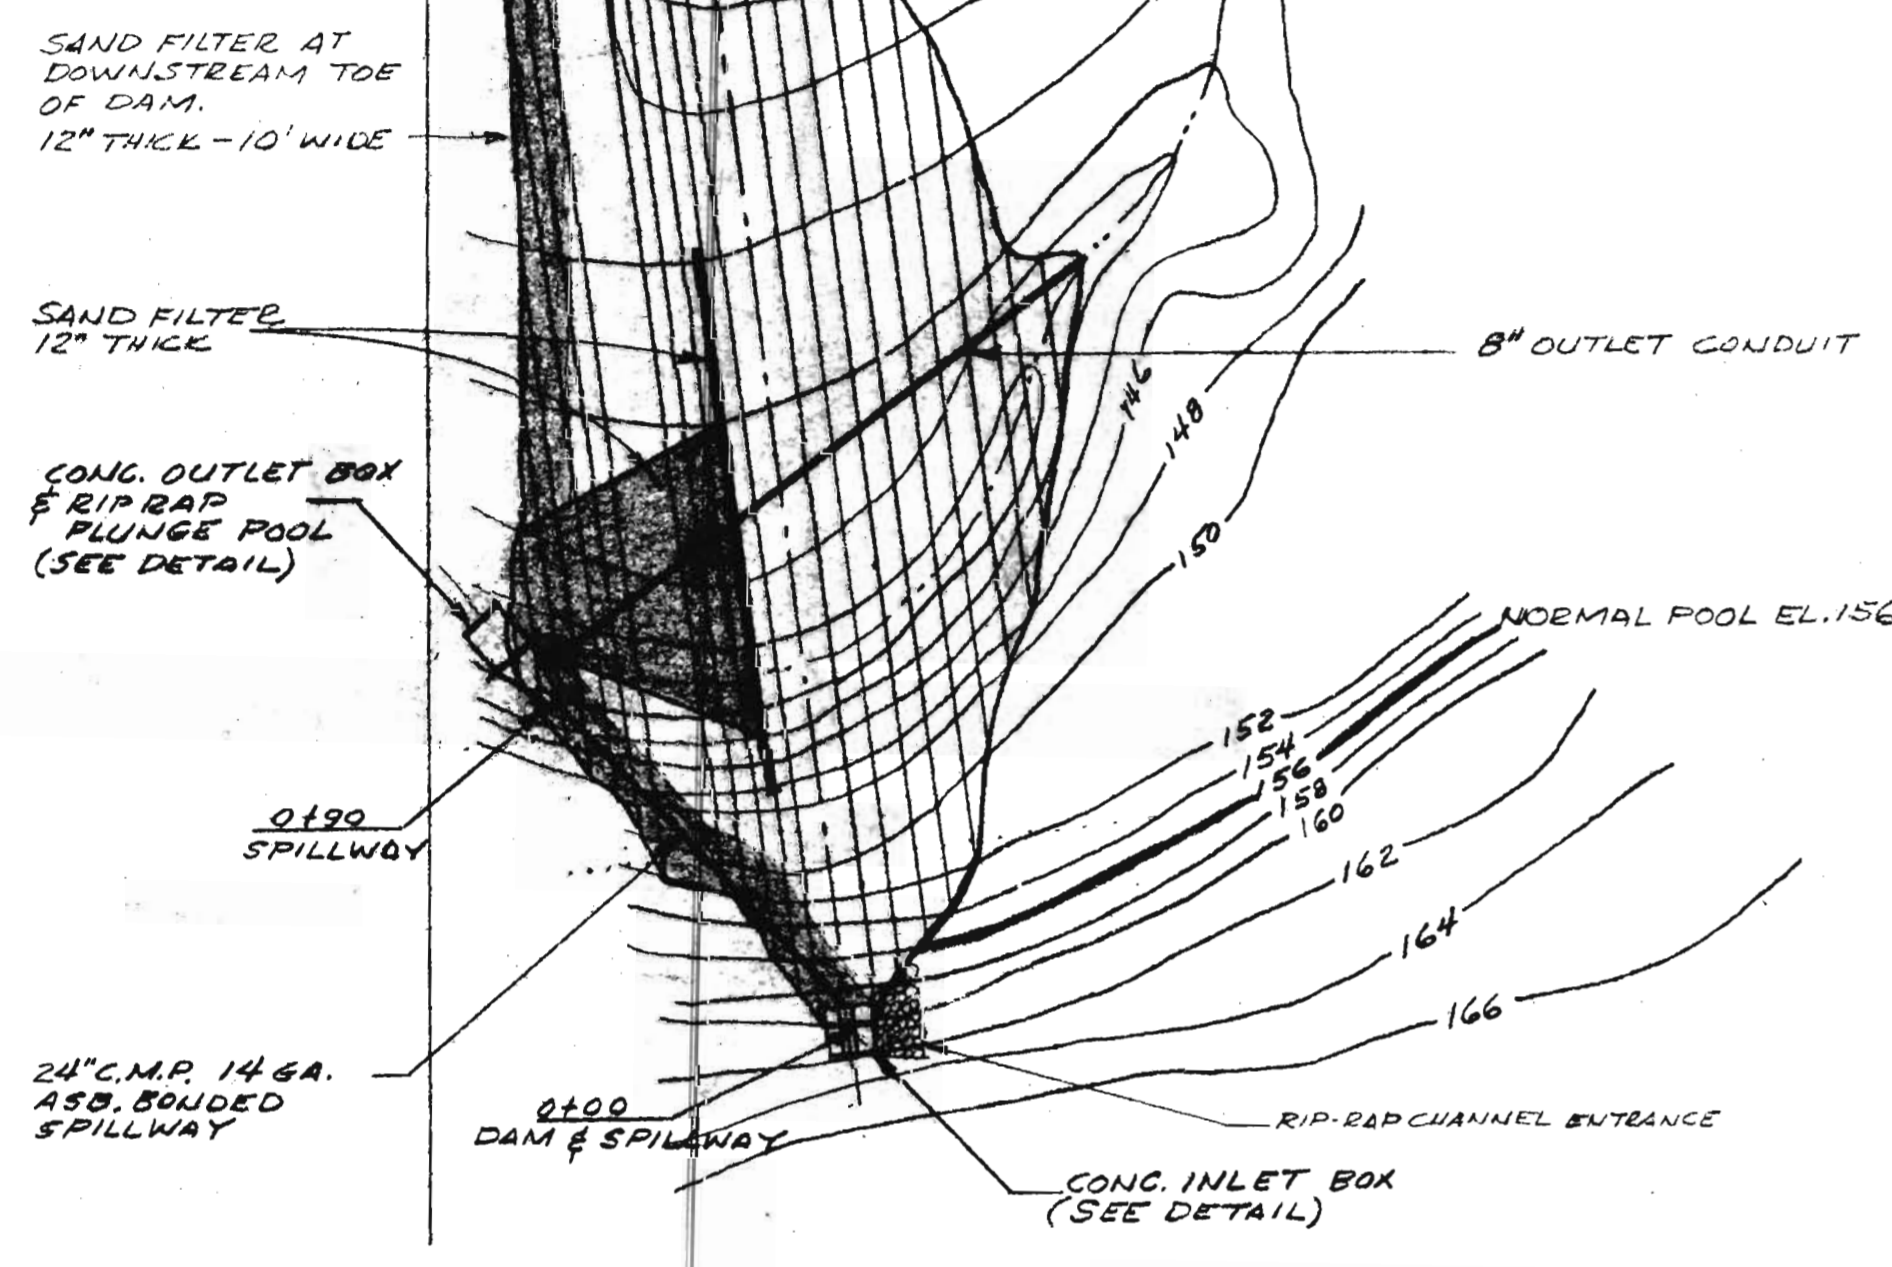 SAND FILTER AT
DOWNSTREAM TOE
OF DAM.
12" THICK - 10' WIDE
SAND FILTER
12" THICK
8" OUTLET CONDUIT
CONC. OUTLET BOX
& RIP RAP
PLUNGE POOL
(SEE DETAIL)
146
148
150
NORMAL POOL EL. 156
152
154
156
158
160
162
164
166
0+90
SPILLWAY
24" C.M.P. 14 GA.
ASB. BONDED
SPILLWAY
0+00
DAM & SPILLWAY
RIP-RAP CHANNEL ENTRANCE
CONC. INLET BOX
(SEE DETAIL)